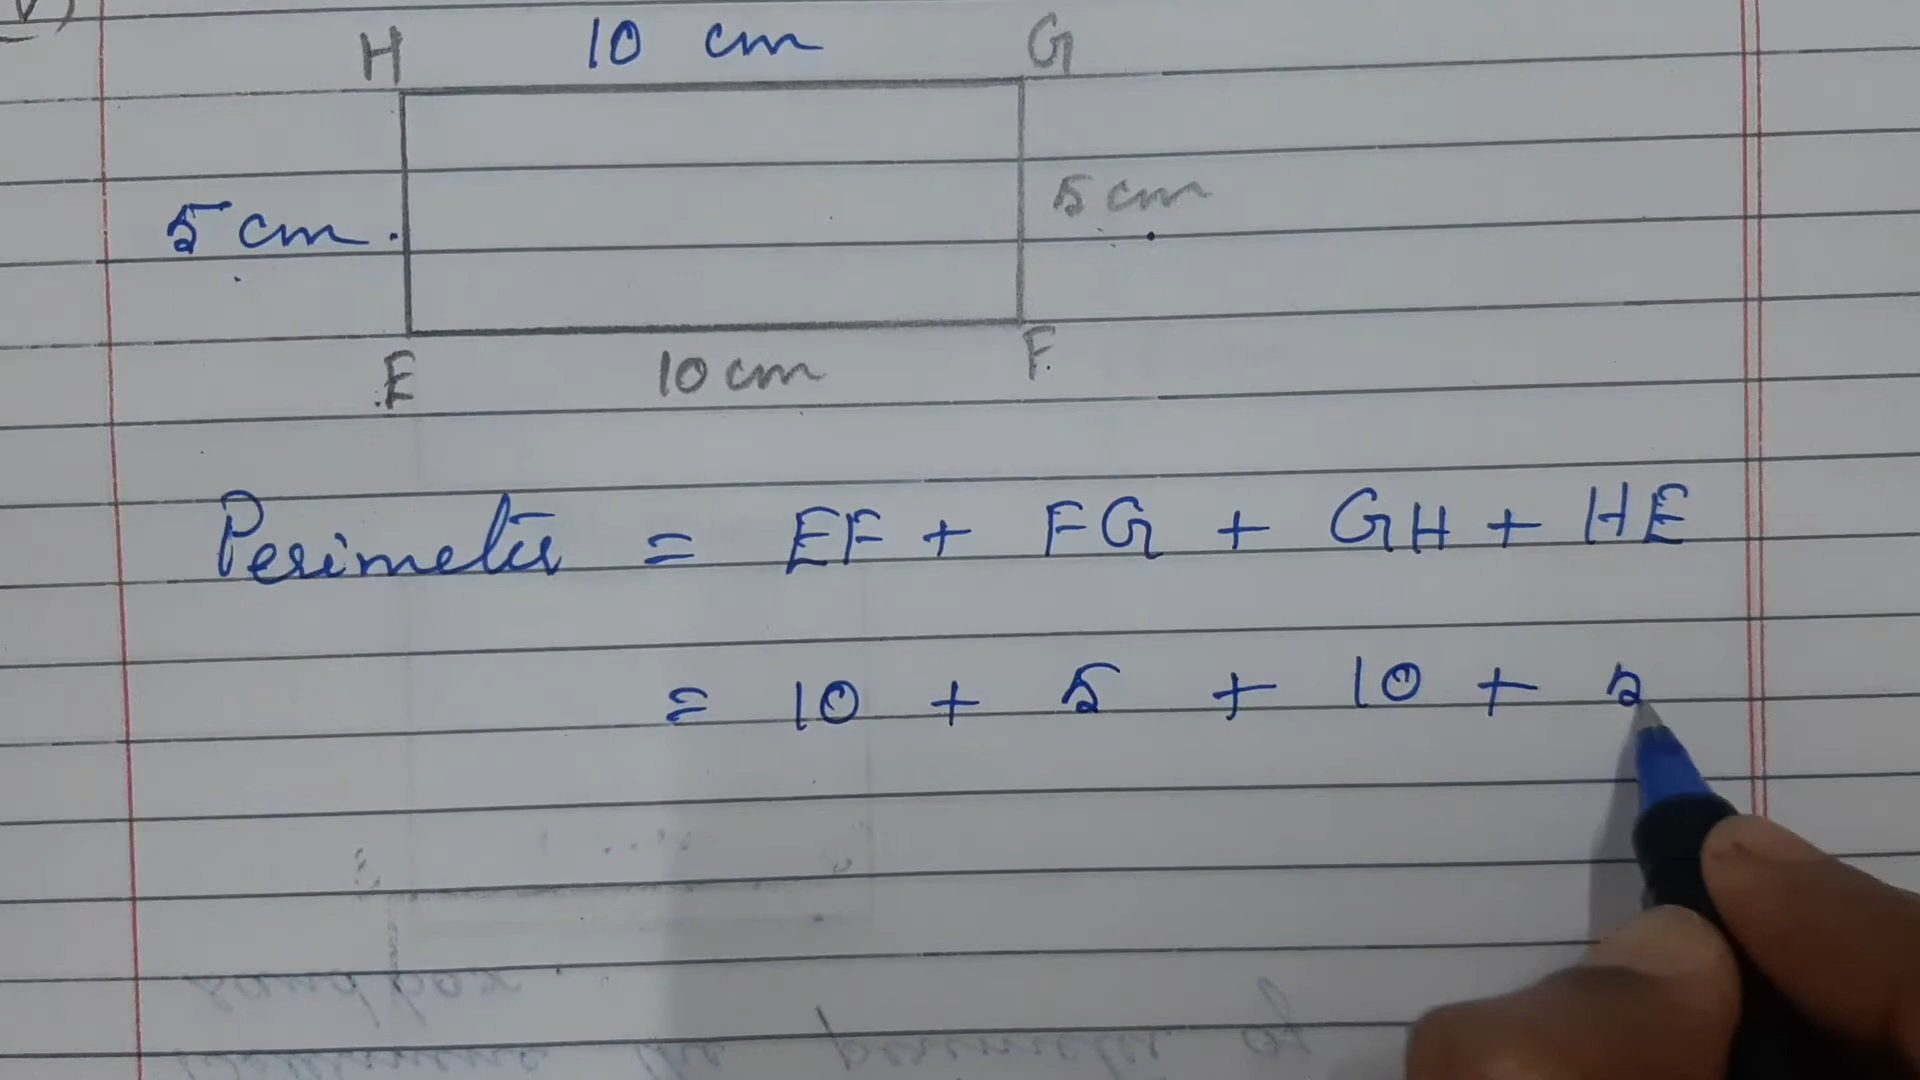 V)
H 10 cm G
5 cm 5 cm
E 10 cm F
Perimeter = EF + FG + GH + HE
= 10 + 5 + 10 + 5